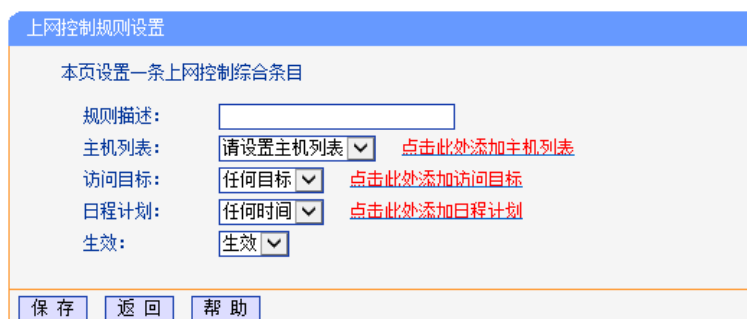 上网控制规则设置
本页设置一条上网控制综合条目
规则描述：
主机列表： 请设置主机列表 点击此处添加主机列表
访问目标： 任何目标 点击此处添加访问目标
日程计划： 任何时间 点击此处添加日程计划
生效： 生效
保 存 返 回 帮 助